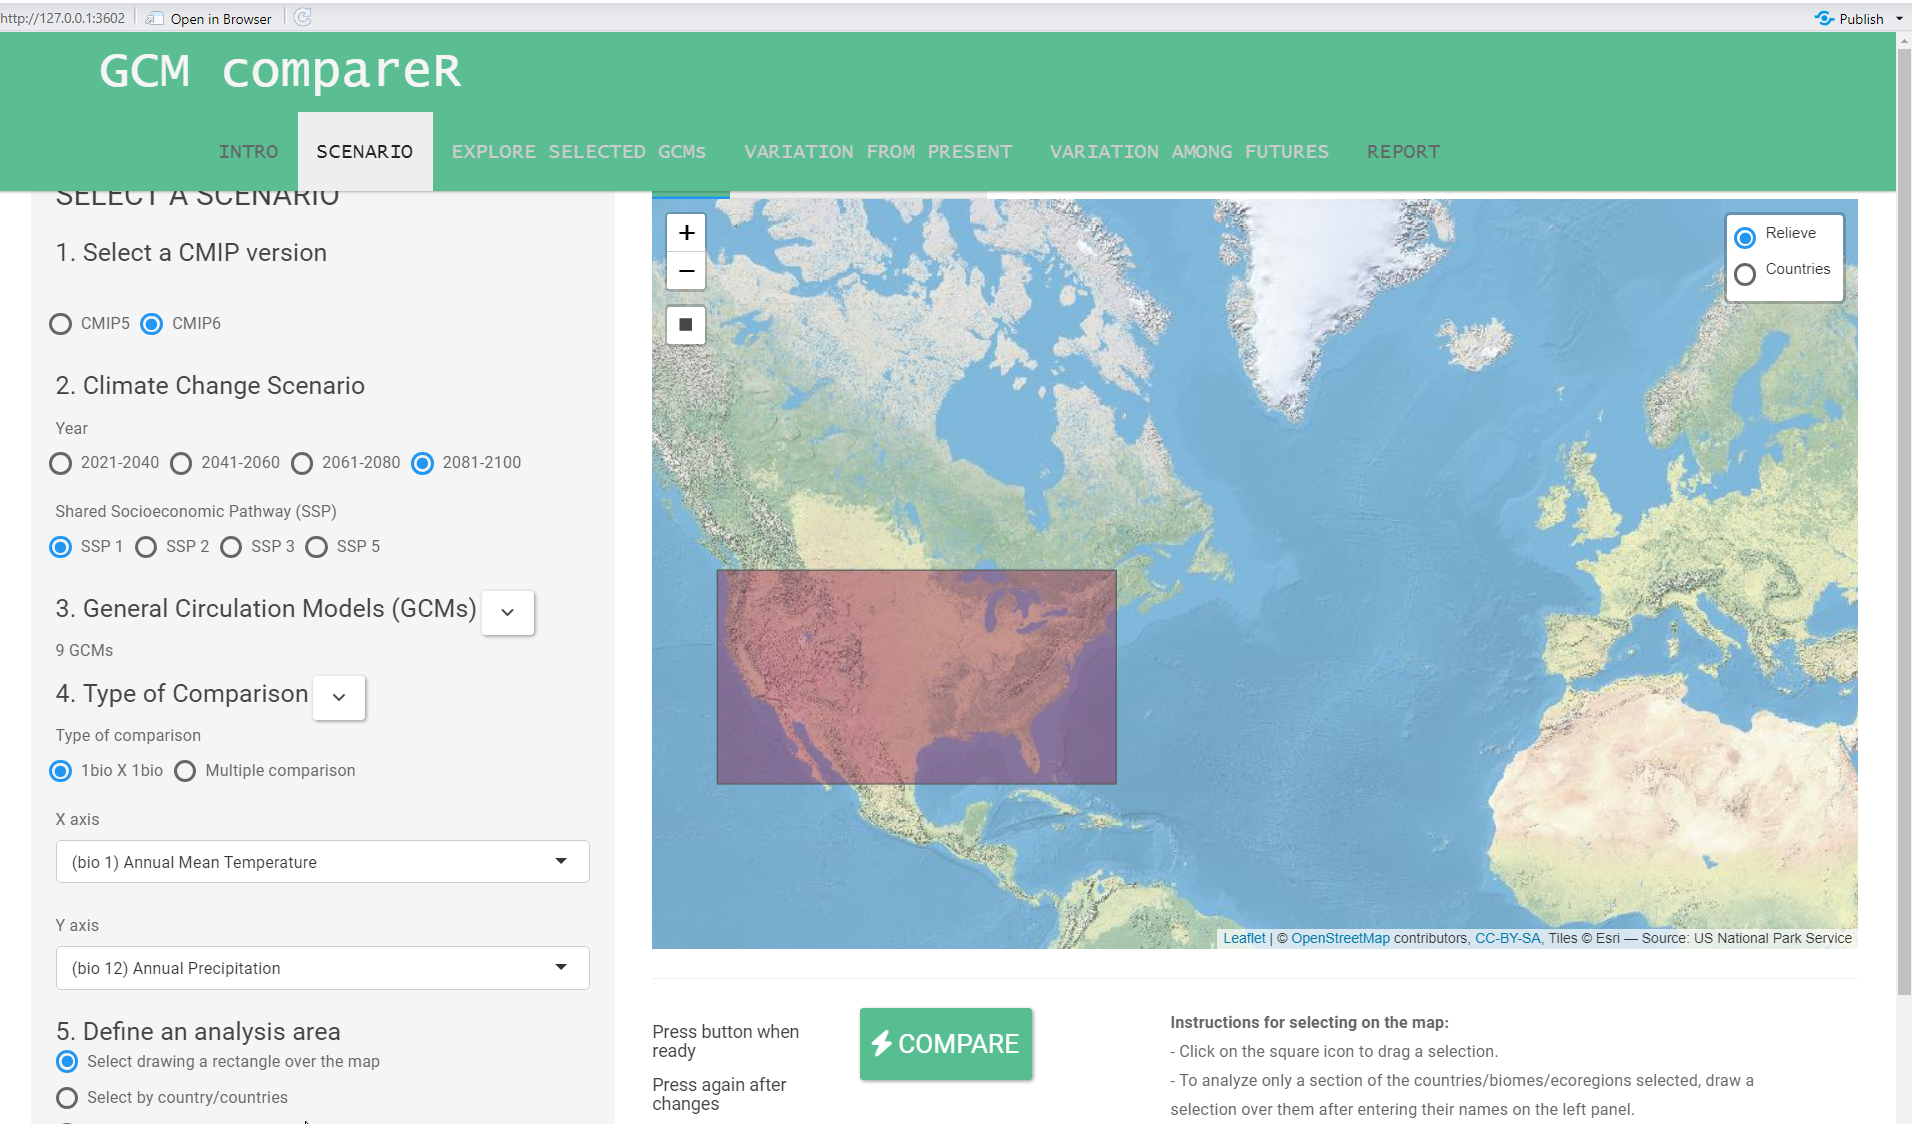 http://127.0.0.1:3602
Open in Browser
Publish
GCM compareR
INTRO
SCENARIO
EXPLORE SELECTED GCMs
VARIATION FROM PRESENT
VARIATION AMONG FUTURES
REPORT
SELECT A SCENARIO
1. Select a CMIP version
CMIP5
CMIP6
2. Climate Change Scenario
Year
2021-2040
2041-2060
2061-2080
2081-2100
Shared Socioeconomic Pathway (SSP)
SSP 1
SSP 2
SSP 3
SSP 5
3. General Circulation Models (GCMs)
9 GCMs
4. Type of Comparison
Type of comparison
1bio X 1bio
Multiple comparison
X axis
(bio 1) Annual Mean Temperature
Y axis
(bio 12) Annual Precipitation
5. Define an analysis area
Select drawing a rectangle over the map
Select by country/countries
+
−
Relieve
Countries
Leaflet | © OpenStreetMap contributors, CC-BY-SA, Tiles © Esri — Source: US National Park Service
Press button when
ready
Press again after
changes
COMPARE
Instructions for selecting on the map:
- Click on the square icon to drag a selection.
- To analyze only a section of the countries/biomes/ecoregions selected, draw a
selection over them after entering their names on the left panel.